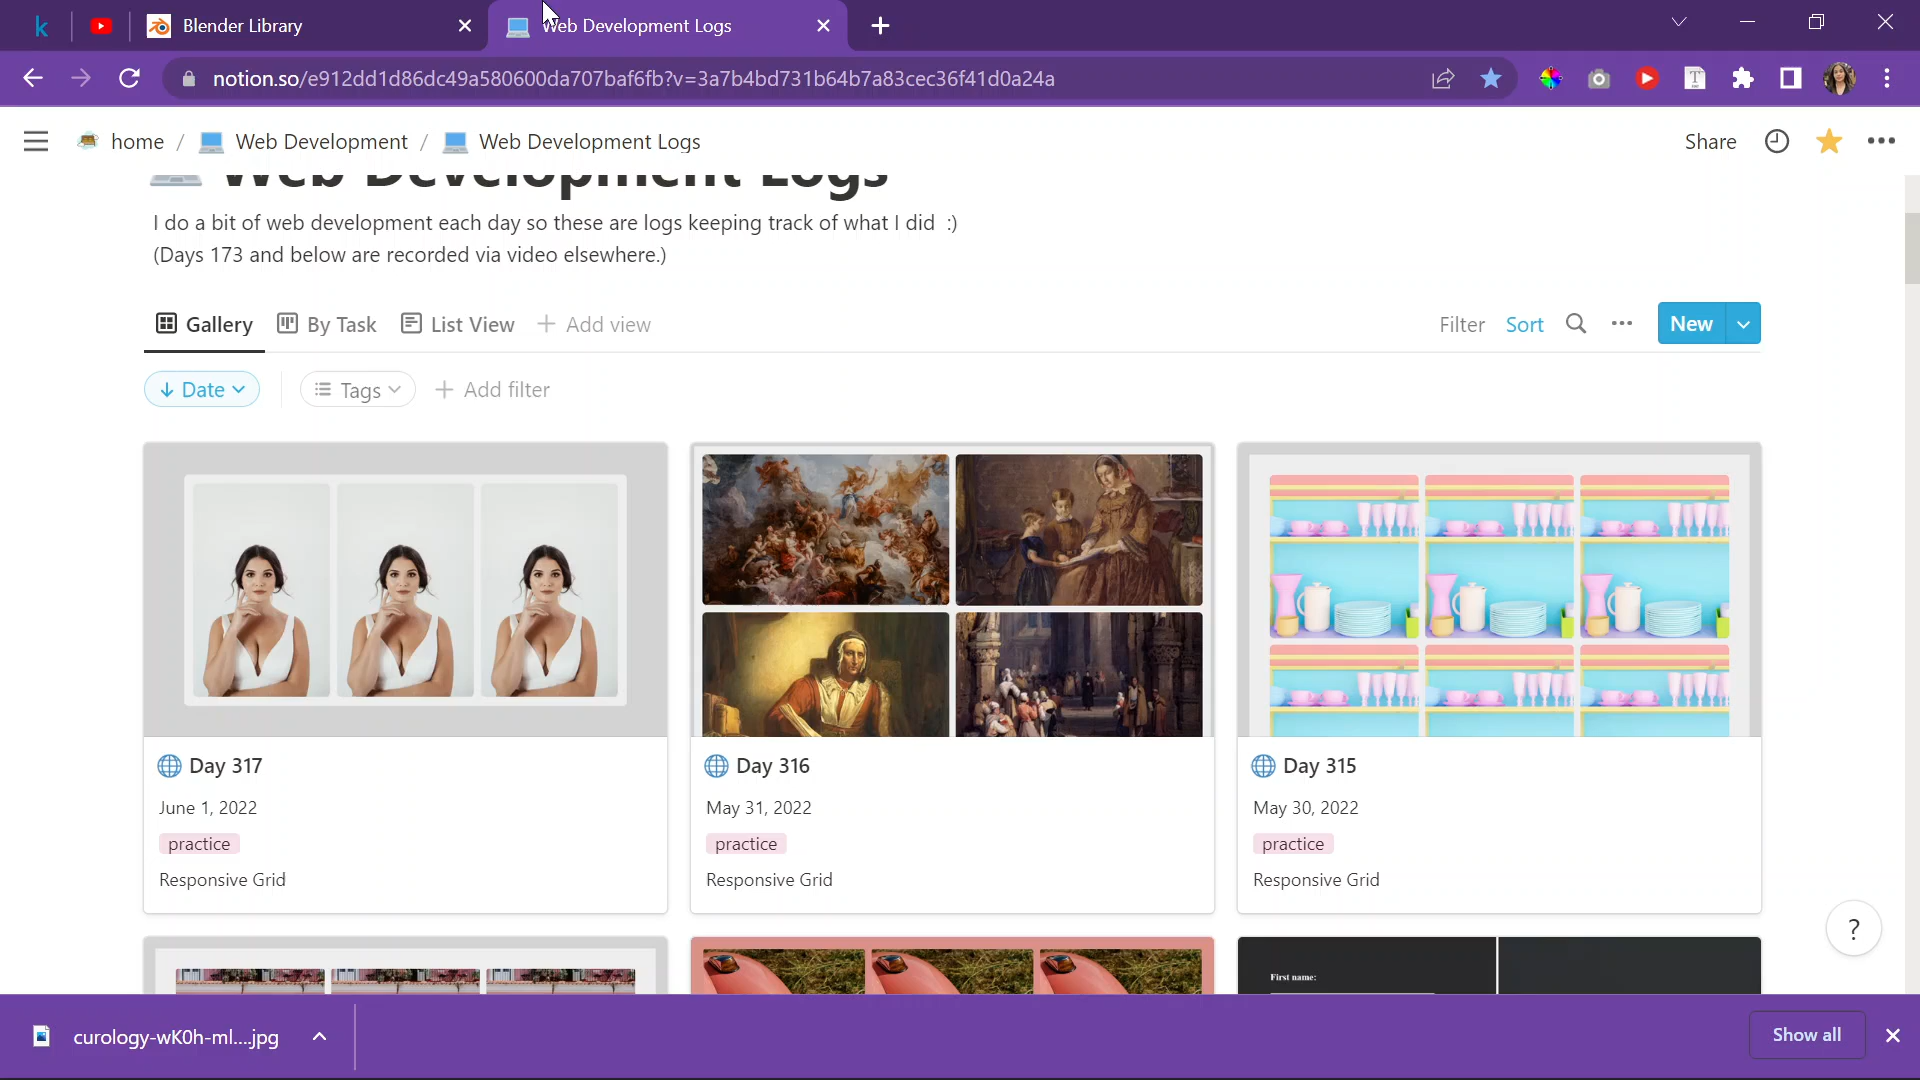 Blender Library
Web Development Logs
notion.so/e912dd1d86dc49a580600da707baf6fb?v=3a7b4bd731b64b7a83cec36f41d0a24a
home / Web Development / Web Development Logs
Share
Web Development Logs
I do a bit of web development each day so these are logs keeping track of what I did :)
(Days 173 and below are recorded via video elsewhere.)
Gallery By Task List View + Add view
Filter Sort New
Date Tags + Add filter
Day 317
June 1, 2022
practice
Responsive Grid
Day 316
May 31, 2022
practice
Responsive Grid
Day 315
May 30, 2022
practice
Responsive Grid
First name:
?
curology-wK0h-ml....jpg
Show all